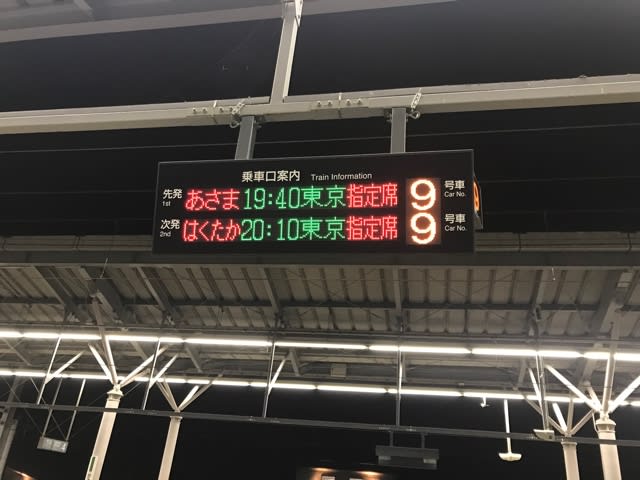 乗車口案内 Train Information
先発 あさま 19:40 東京 指定席 9 号車
1st Car No.
次発 はくたか 20:10 東京 指定席 9 号車
2nd Car No.